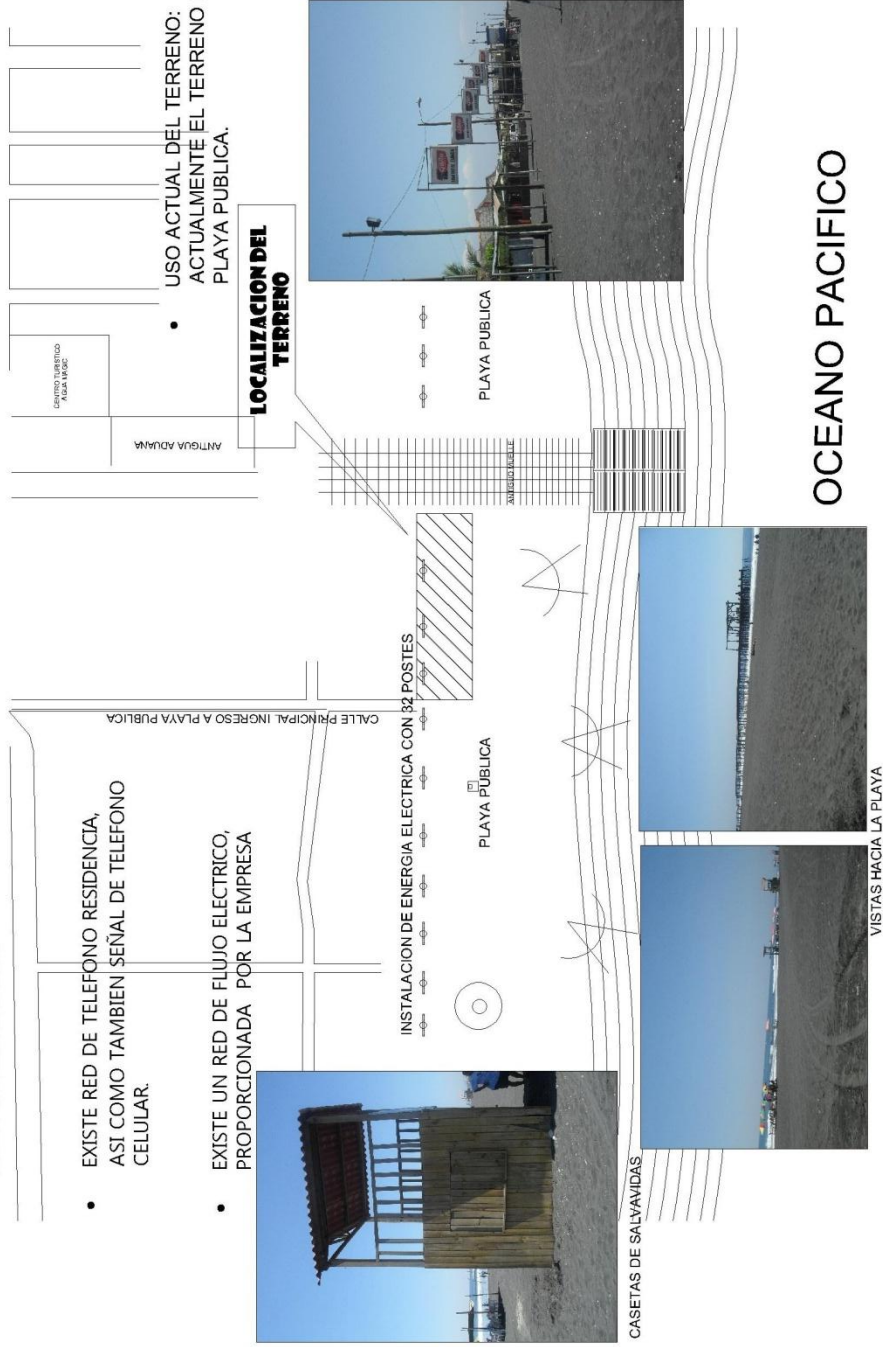 • EXISTE RED DE TELEFONO RESIDENCIA,
ASI COMO TAMBIEN SEÑAL DE TELEFONO
CELULAR.
• EXISTE UN RED DE FLUJO ELECTRICO,
PROPORCIONADA POR LA EMPRESA
CALLE PRINCIPAL INGRESO A PLAYA PUBLICA
ANTIGUA ADUANA
CENTRO TURISTICO
AGUA MAGIC
• USO ACTUAL DEL TERRENO:
ACTUALMENTE EL TERRENO
PLAYA PUBLICA.
LOCALIZACION DEL
TERRENO
INSTALACION DE ENERGIA ELECTRICA CON 32 POSTES
PLAYA PUBLICA
ANTIGUO MUELLE
PLAYA PUBLICA
CASETAS DE SALVAVIDAS
VISTAS HACIA LA PLAYA
OCEANO PACIFICO